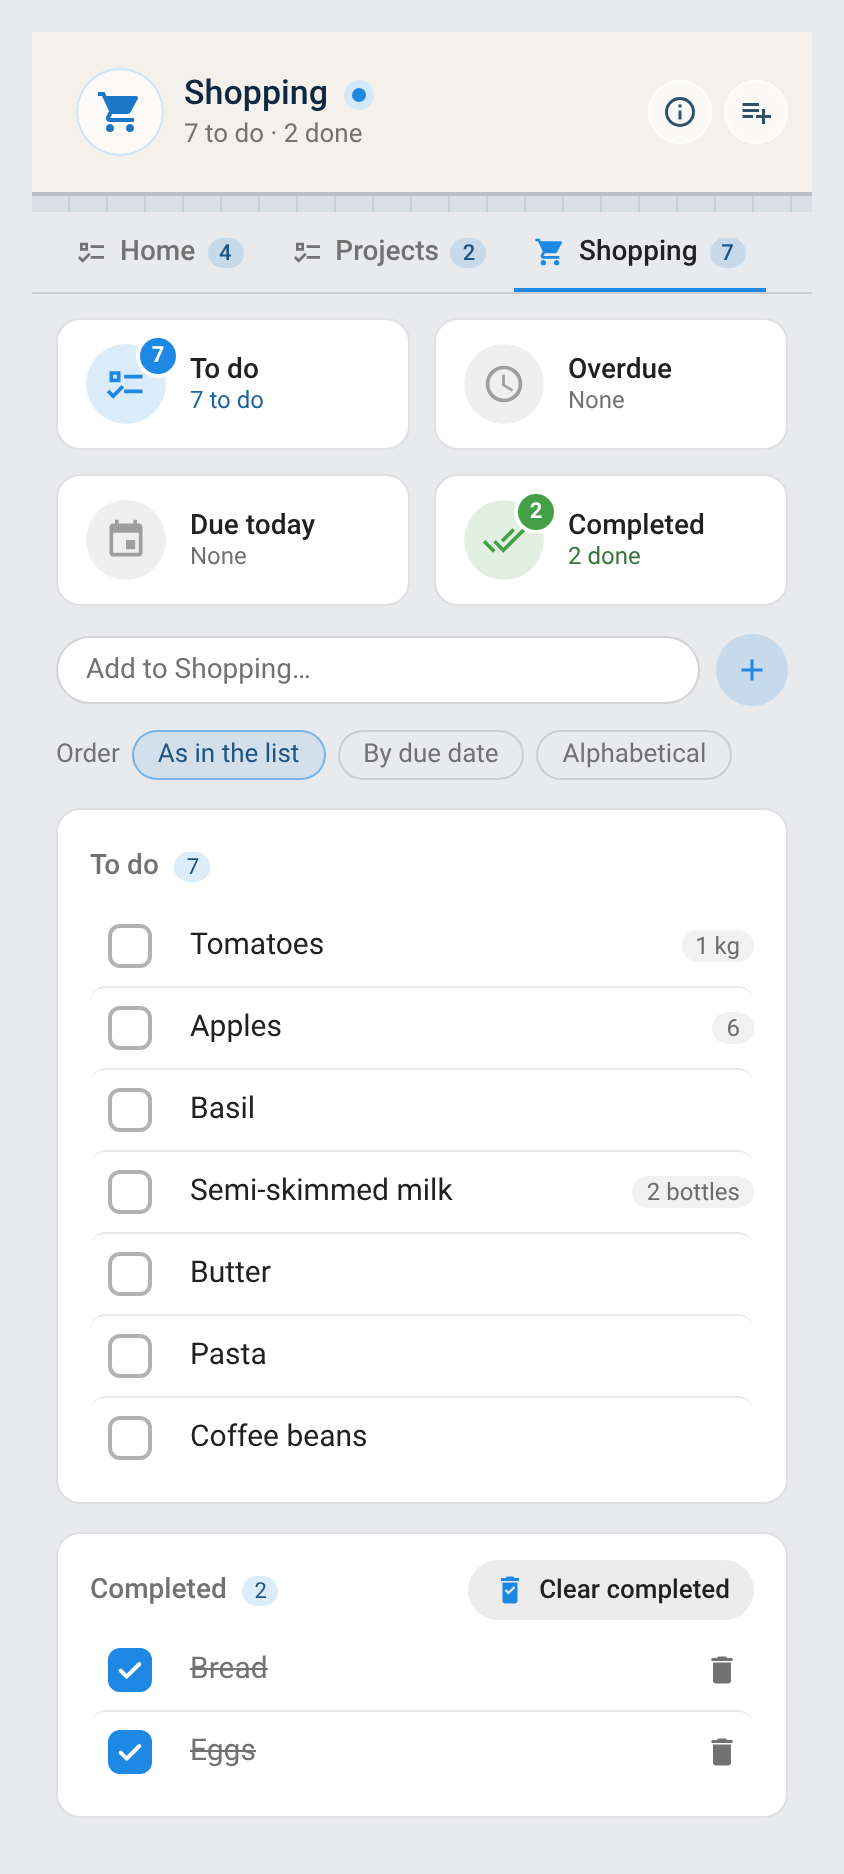 Shopping
7 to do · 2 done
Home 4 Projects 2 Shopping 7
7
To do
7 to do
Overdue
None
Due today
None
2
Completed
2 done
Add to Shopping...
Order As in the list By due date Alphabetical
To do 7
Tomatoes 1 kg
Apples 6
Basil
Semi-skimmed milk 2 bottles
Butter
Pasta
Coffee beans
Completed 2 Clear completed
Bread
Eggs